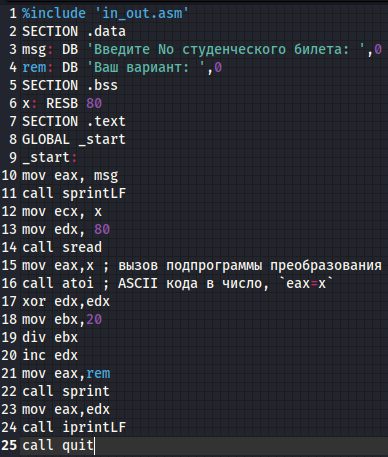 1 %include 'in_out.asm'
2 SECTION .data
3 msg: DB 'Введите No студенческого билета: ',0
4 rem: DB 'Ваш вариант: ',0
5 SECTION .bss
6 x: RESB 80
7 SECTION .text
8 GLOBAL _start
9 _start:
10 mov eax, msg
11 call sprintLF
12 mov ecx, x
13 mov edx, 80
14 call sread
15 mov eax,x ; вызов подпрограммы преобразования
16 call atoi ; ASCII кода в число, `eax=x`
17 xor edx,edx
18 mov ebx,20
19 div ebx
20 inc edx
21 mov eax,rem
22 call sprint
23 mov eax,edx
24 call iprintLF
25 call quit